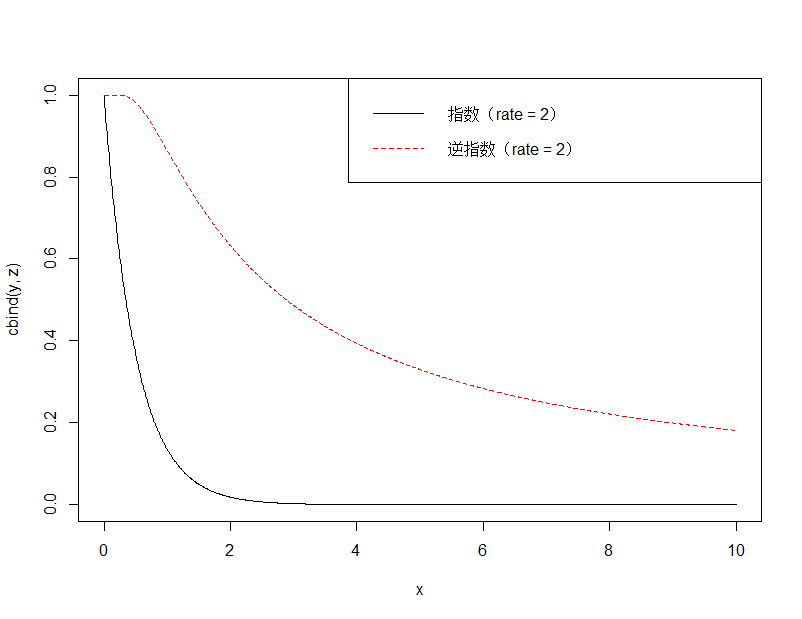 指数（rate = 2）
逆指数（rate = 2）
1.0
0.8
0.6
0.4
0.2
0.0
cbind(y, z)
0 2 4 6 8 10
x